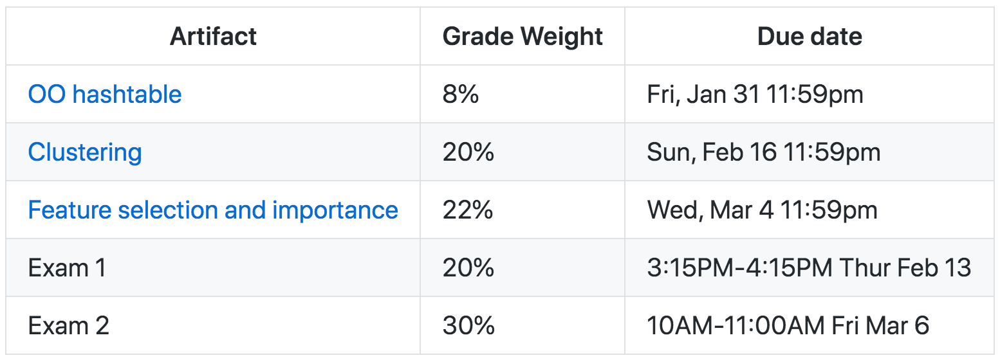 Artifact Grade Weight Due date
OO hashtable 8% Fri, Jan 31 11:59pm
Clustering 20% Sun, Feb 16 11:59pm
Feature selection and importance 22% Wed, Mar 4 11:59pm
Exam 1 20% 3:15PM-4:15PM Thur Feb 13
Exam 2 30% 10AM-11:00AM Fri Mar 6